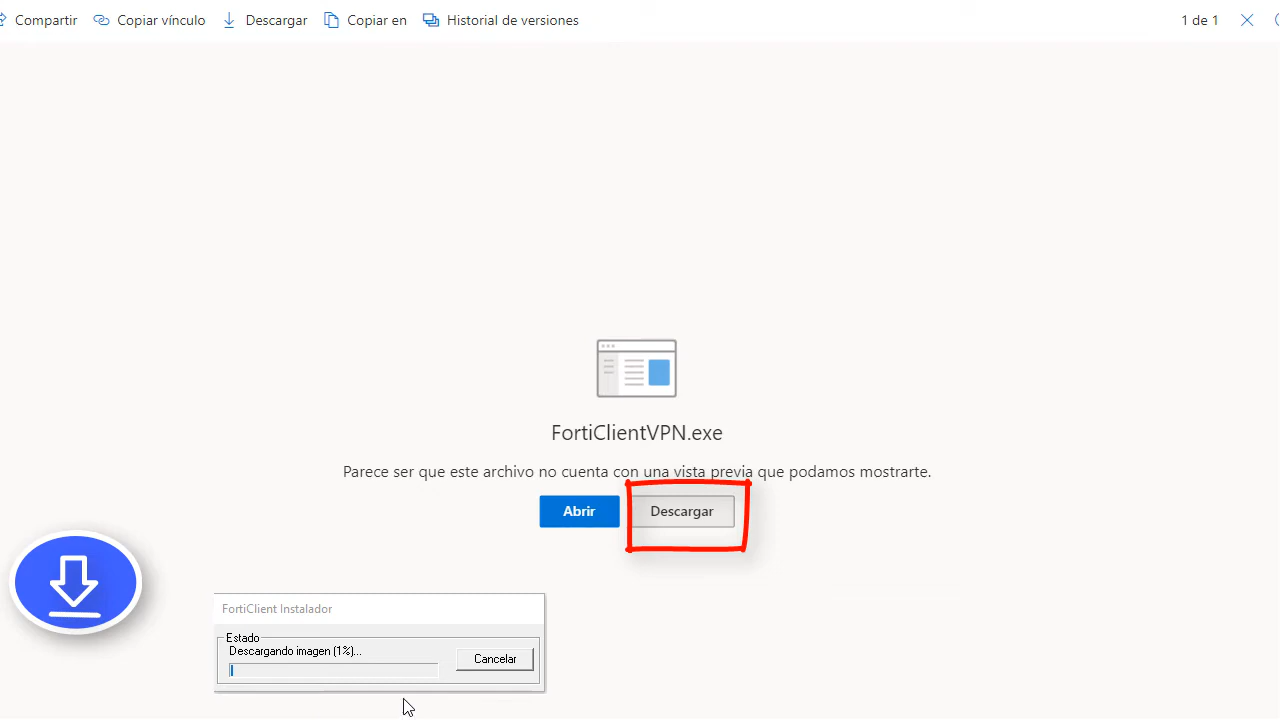 Compartir Copiar vínculo Descargar Copiar en Historial de versiones 1 de 1
FortiClientVPN.exe
Parece ser que este archivo no cuenta con una vista previa que podamos mostrarte.
Abrir Descargar
FortiClient Instalador
Estado
Descargando imagen (1%)...
Cancelar